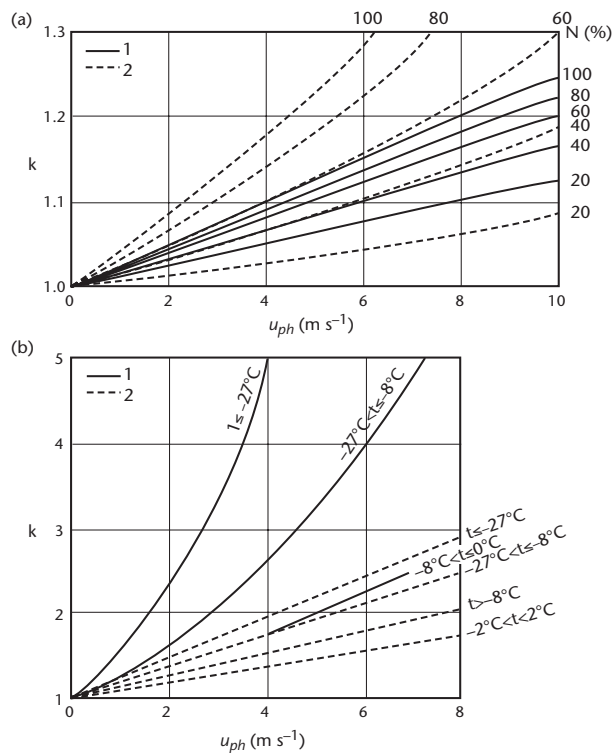 (a)
100 80 60
N (%)
1
2
1.3
1.2
k
1.1
1.0
100
80
60
40
40
20
20
0 2 4 6 8 10
u_ph (m s⁻¹)
(b)
1
2
5
4
k
3
2
1
1≤ –27°C
–27°C<t≤–8°C
t≤–27°C
–8°C<t≤0°C
–27°C<t≤–8°C
t>–8°C
–2°C<t<2°C
0 2 4 6 8
u_ph (m s⁻¹)